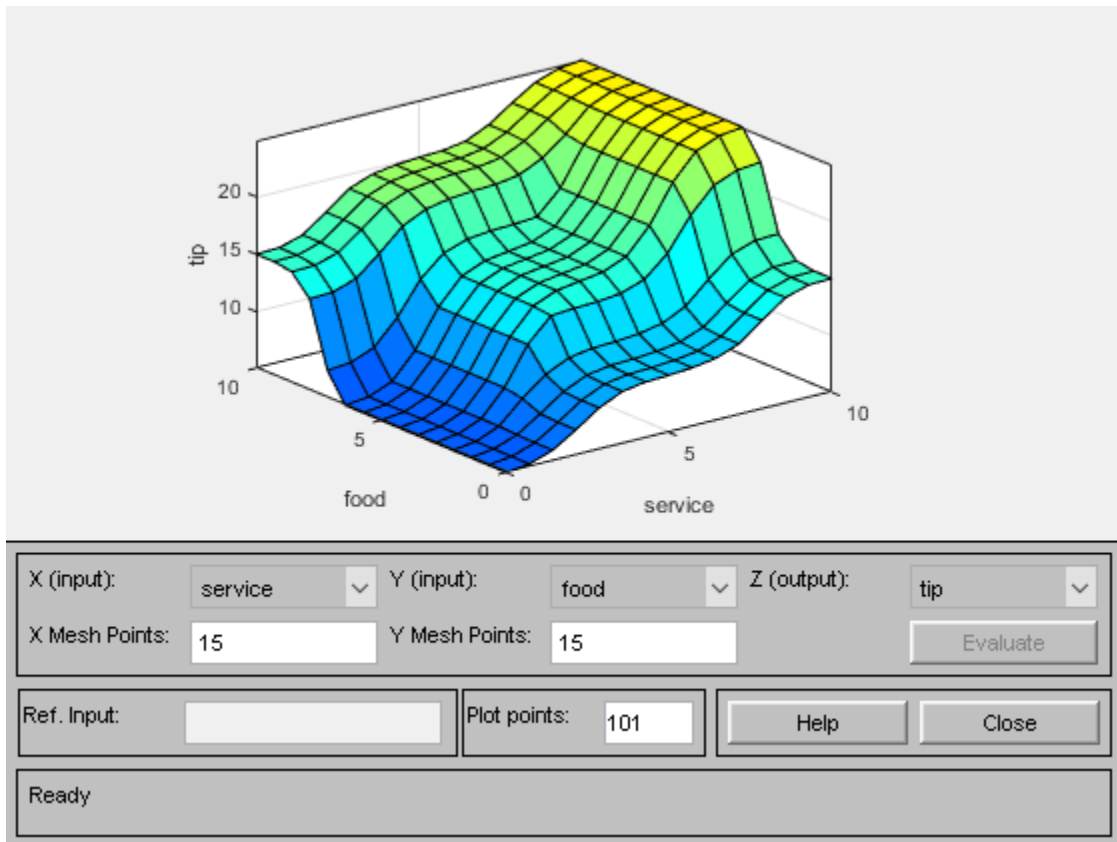 20
15
10
tip
10
5
0
food
0
5
10
service
X (input):
service
Y (input):
food
Z (output):
tip
X Mesh Points:
15
Y Mesh Points:
15
Evaluate
Ref. Input:
Plot points:
101
Help
Close
Ready